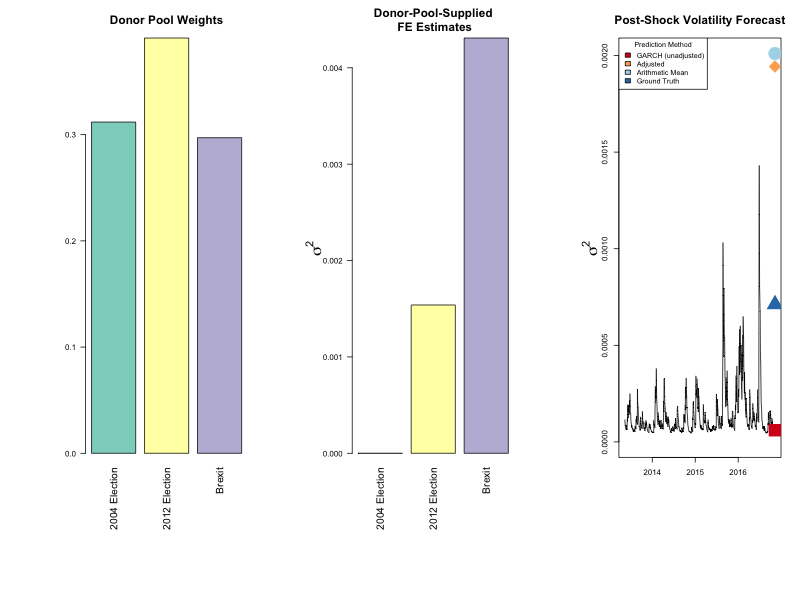 Donor Pool Weights
0.3
0.2
0.1
0.0
2004 Election
2012 Election
Brexit
Donor-Pool-Supplied
FE Estimates
σ²
0.004
0.003
0.002
0.001
0.000
2004 Election
2012 Election
Brexit
Post-Shock Volatility Forecast
σ²
0.0020
0.0015
0.0010
0.0005
0.0000
Prediction Method
GARCH (unadjusted)
Adjusted
Arithmetic Mean
Ground Truth
2014 2015 2016